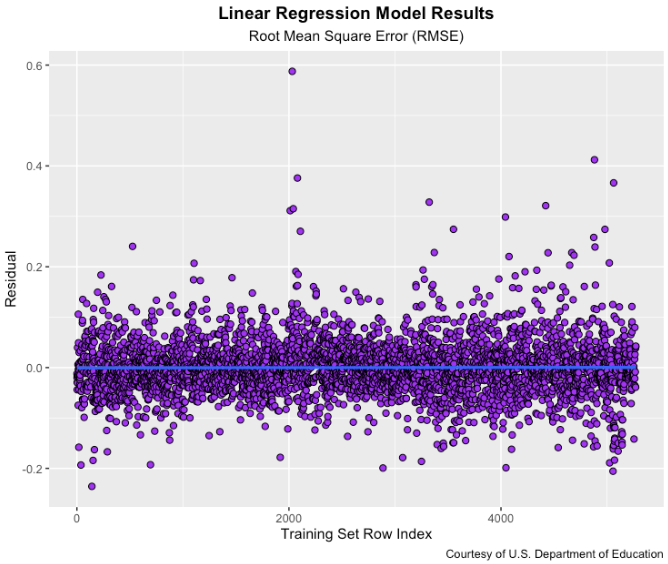 Linear Regression Model Results
Root Mean Square Error (RMSE)
0.6
0.4
0.2
0.0
-0.2
Residual
0
2000
4000
Training Set Row Index
Courtesy of U.S. Department of Education